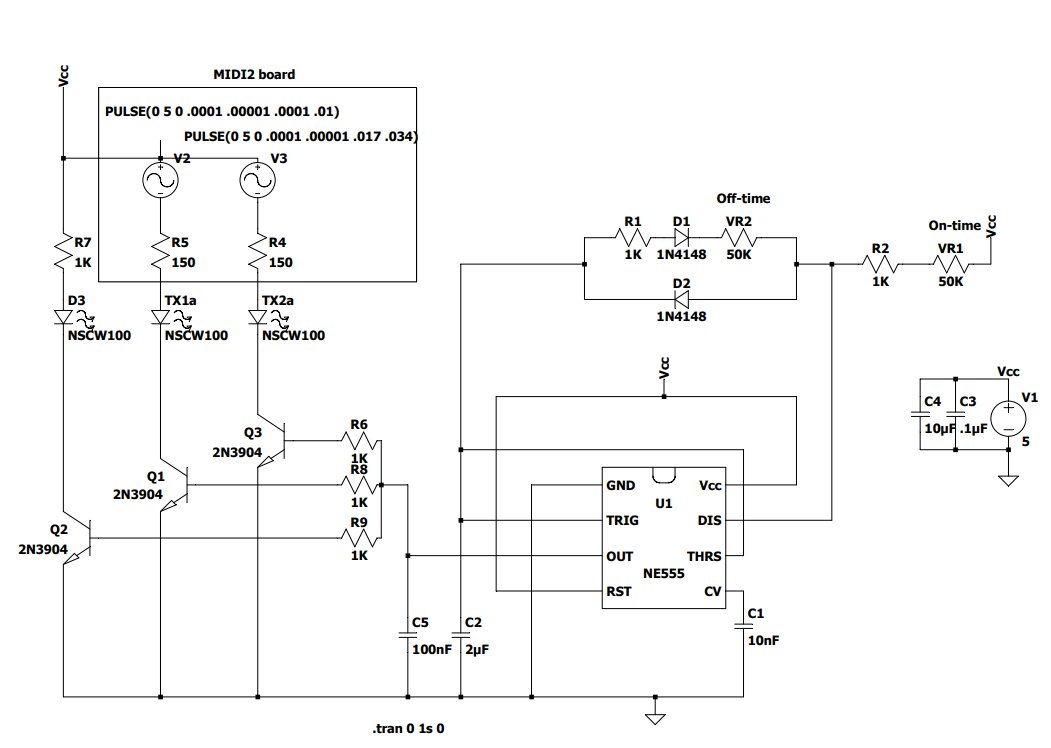 MIDI2 board
Vcc
PULSE(0 5 0 .0001 .00001 .0001 .01)
PULSE(0 5 0 .0001 .00001 .017 .034)
V2
V3
R7
1K
R5
150
R4
150
D3
NSCW100
TX1a
NSCW100
TX2a
NSCW100
Off-time
R1
1K
D1
1N4148
VR2
50K
D2
1N4148
On-time
Vcc
R2
1K
VR1
50K
Vcc
Vcc
C4
10µF
C3
.1µF
V1
5
Q3
2N3904
Q1
2N3904
Q2
2N3904
R6
1K
R8
1K
R9
1K
GND
Vcc
U1
TRIG
DIS
OUT
THRS
NE555
RST
CV
C5
100nF
C2
2µF
C1
10nF
.tran 0 1s 0